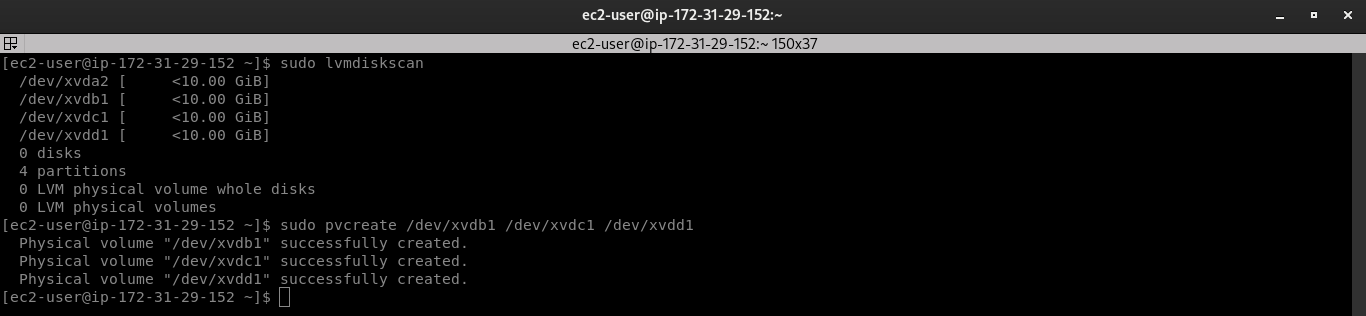 ec2-user@ip-172-31-29-152:~
ec2-user@ip-172-31-29-152:~ 150x37
[ec2-user@ip-172-31-29-152 ~]$ sudo lvmdiskscan
  /dev/xvda2 [     <10.00 GiB]
  /dev/xvdb1 [     <10.00 GiB]
  /dev/xvdc1 [     <10.00 GiB]
  /dev/xvdd1 [     <10.00 GiB]
  0 disks
  4 partitions
  0 LVM physical volume whole disks
  0 LVM physical volumes
[ec2-user@ip-172-31-29-152 ~]$ sudo pvcreate /dev/xvdb1 /dev/xvdc1 /dev/xvdd1
  Physical volume "/dev/xvdb1" successfully created.
  Physical volume "/dev/xvdc1" successfully created.
  Physical volume "/dev/xvdd1" successfully created.
[ec2-user@ip-172-31-29-152 ~]$